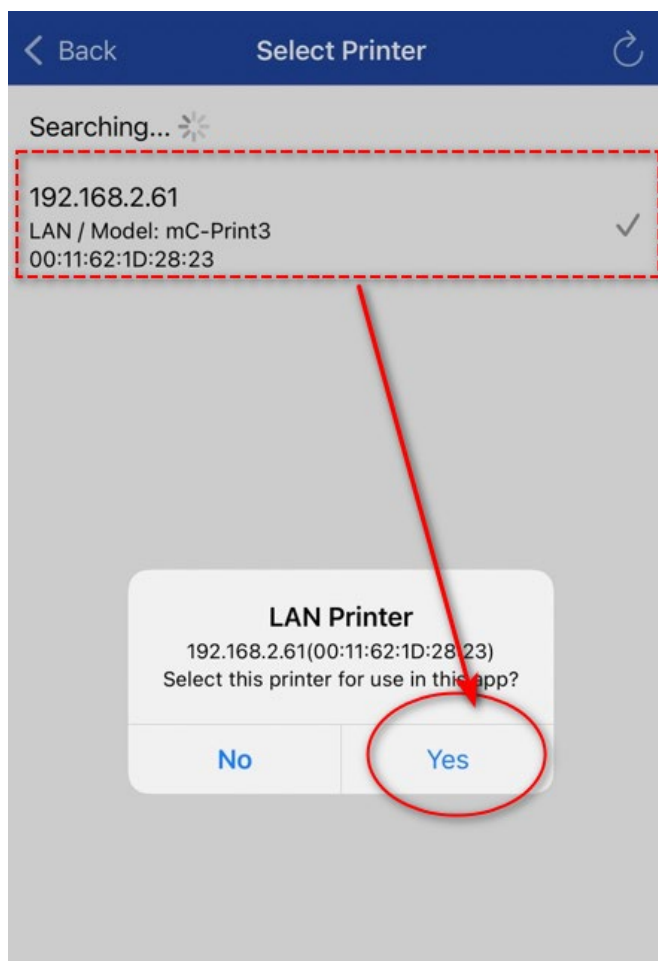 Back
Select Printer
Searching...
192.168.2.61
LAN / Model: mC-Print3
00:11:62:1D:28:23
LAN Printer
192.168.2.61(00:11:62:1D:28:23)
Select this printer for use in this app?
No
Yes